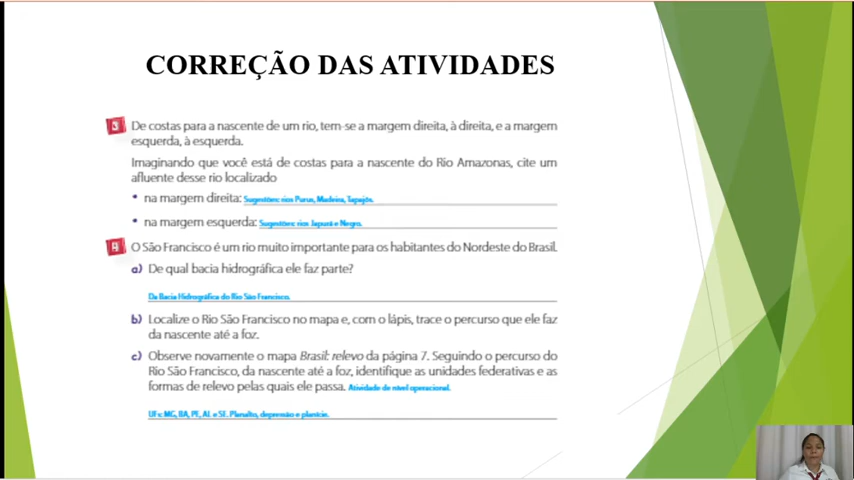 CORREÇÃO DAS ATIVIDADES
3 De costas para a nascente de um rio, tem-se a margem direita, à direita, e a margem
esquerda, à esquerda.
Imaginando que você está de costas para a nascente do Rio Amazonas, cite um
afluente desse rio localizado
• na margem direita: Sugestões: rios Purus, Madeira, Tapajós.
• na margem esquerda: Sugestões: rios Japurá e Negro.
4 O São Francisco é um rio muito importante para os habitantes do Nordeste do Brasil.
a) De qual bacia hidrográfica ele faz parte?
Da Bacia Hidrográfica do Rio São Francisco.
b) Localize o Rio São Francisco no mapa e, com o lápis, trace o percurso que ele faz
da nascente até a foz.
c) Observe novamente o mapa Brasil: relevo da página 7. Seguindo o percurso do
Rio São Francisco, da nascente até a foz, identifique as unidades federativas e as
formas de relevo pelas quais ele passa. Atividade de nível operacional.
UFs: MG, BA, PE, AL e SE. Planalto, depressão e planície.